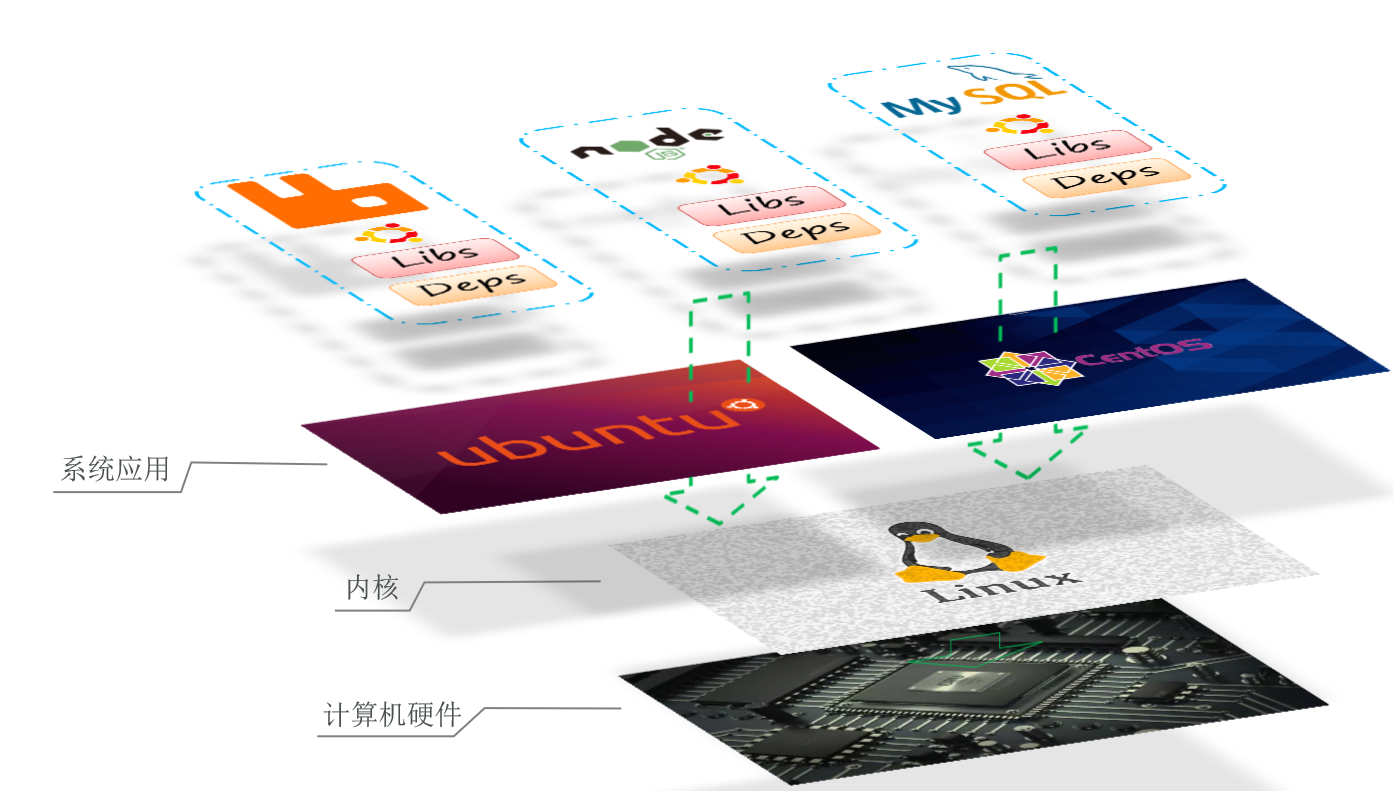 MySQL
Libs
Deps
node
JS
Libs
Deps
Libs
Deps
CentOS
ubuntu
系统应用
内核
Linux
计算机硬件